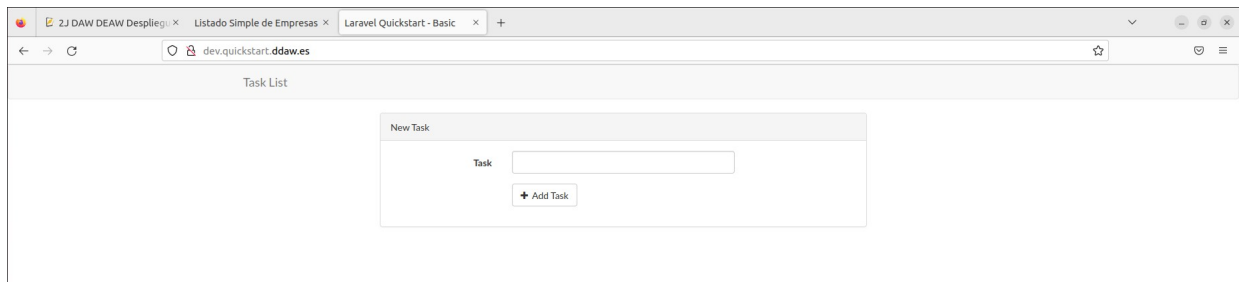 2J DAW DEAW Desplieg
Listado Simple de Empresas
Laravel Quickstart - Basic
dev.quickstart.ddaw.es
Task List
New Task
Task
Add Task